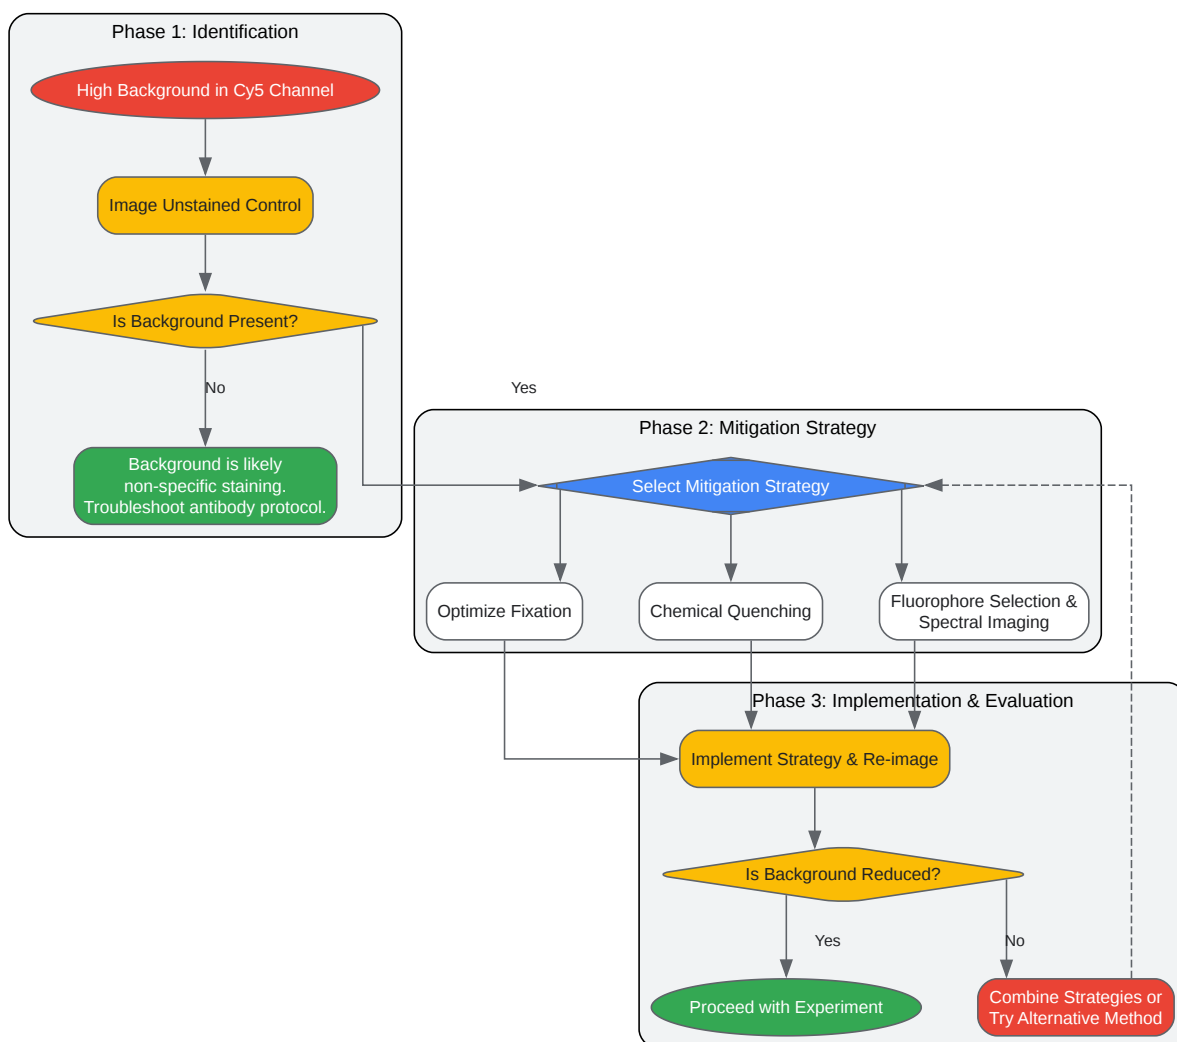 Phase 1: Identification
High Background in Cy5 Channel
Image Unstained Control
Is Background Present?
No
Yes
Background is likely
non-specific staining.
Troubleshoot antibody protocol.
Phase 2: Mitigation Strategy
Select Mitigation Strategy
Optimize Fixation
Chemical Quenching
Fluorophore Selection &
Spectral Imaging
Phase 3: Implementation & Evaluation
Implement Strategy & Re-image
Is Background Reduced?
Yes
No
Proceed with Experiment
Combine Strategies or
Try Alternative Method